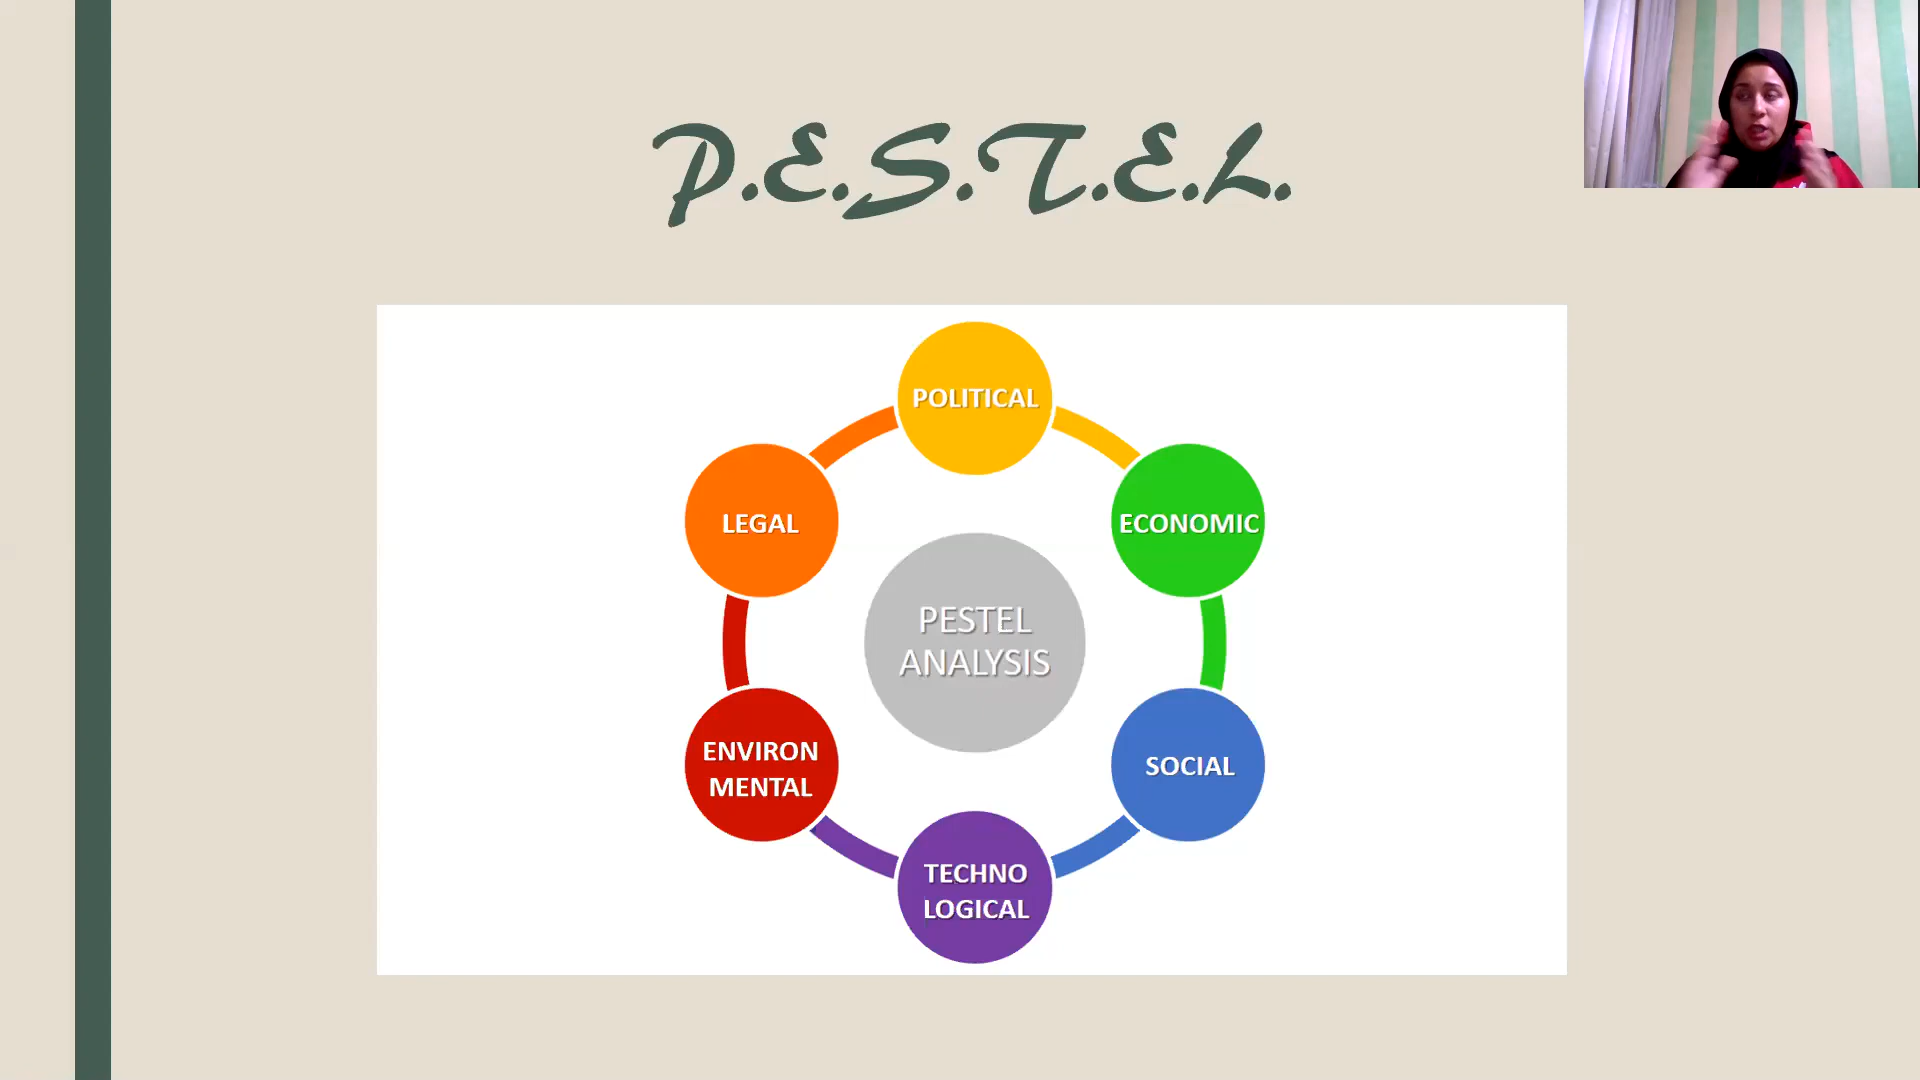 P.E.S.T.E.L.
POLITICAL
ECONOMIC
SOCIAL
TECHNO
LOGICAL
ENVIRON
MENTAL
LEGAL
PESTEL
ANALYSIS